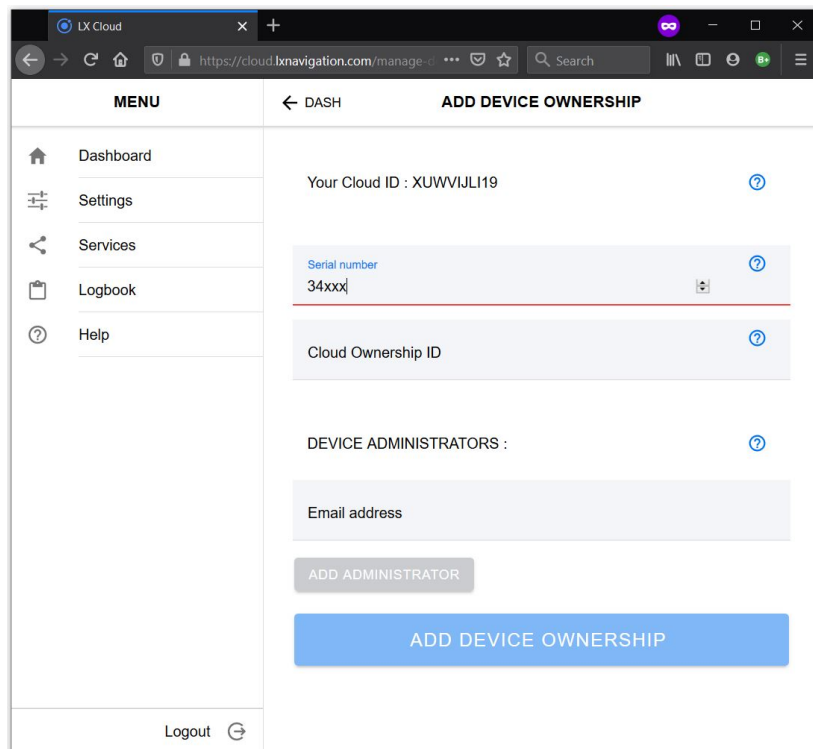 LX Cloud
https://cloud.lxnavigation.com/manage-d
Search
B+
MENU
← DASH
ADD DEVICE OWNERSHIP
Dashboard
Settings
Services
Logbook
Help
Your Cloud ID : XUWVIJLI19
Serial number
34xxx
Cloud Ownership ID
DEVICE ADMINISTRATORS :
Email address
ADD ADMINISTRATOR
ADD DEVICE OWNERSHIP
Logout